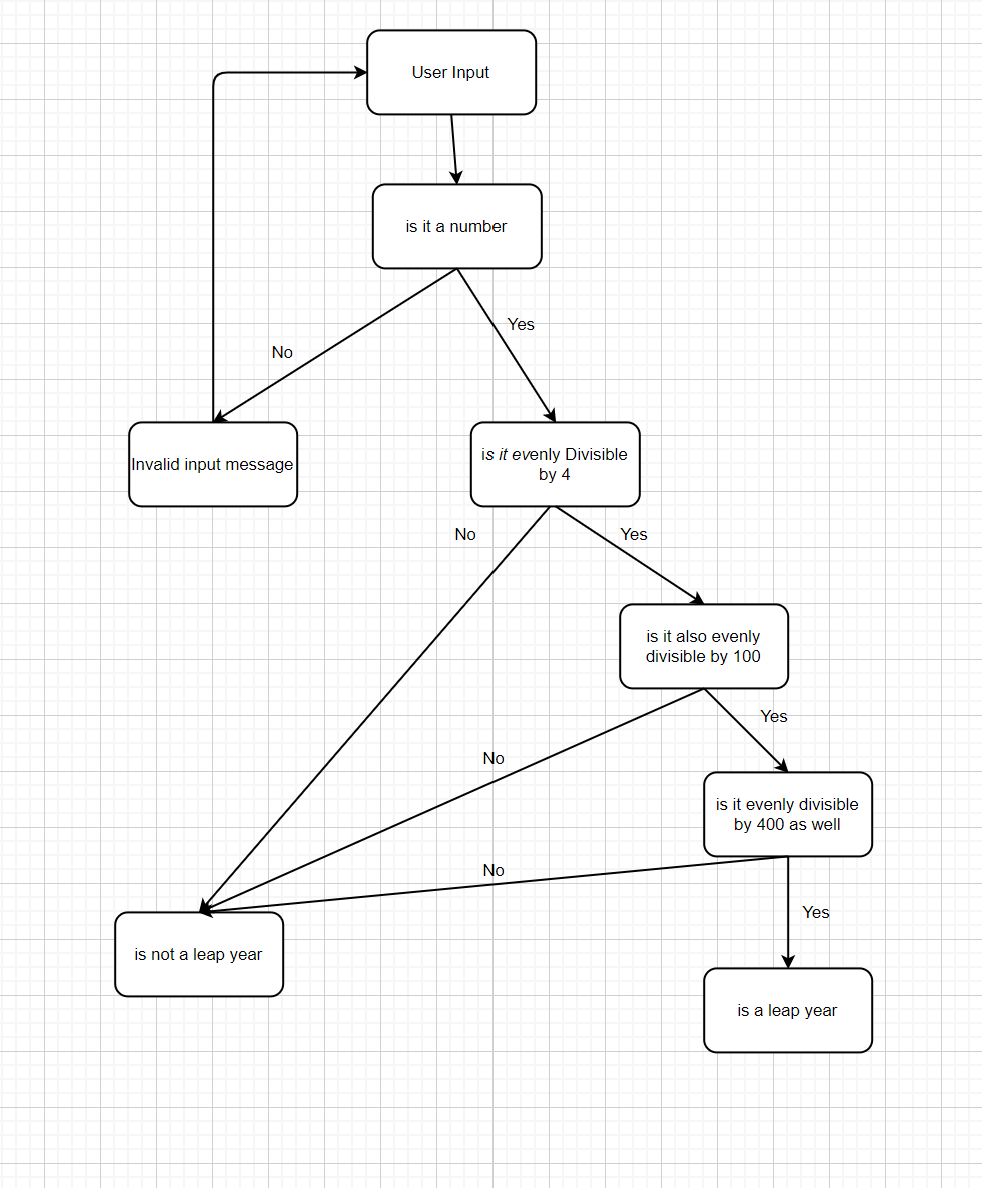 User Input
is it a number
Yes
No
Invalid input message
is it evenly Divisible
by 4
No
Yes
is it also evenly
divisible by 100
Yes
No
is it evenly divisible
by 400 as well
No
Yes
is not a leap year
is a leap year